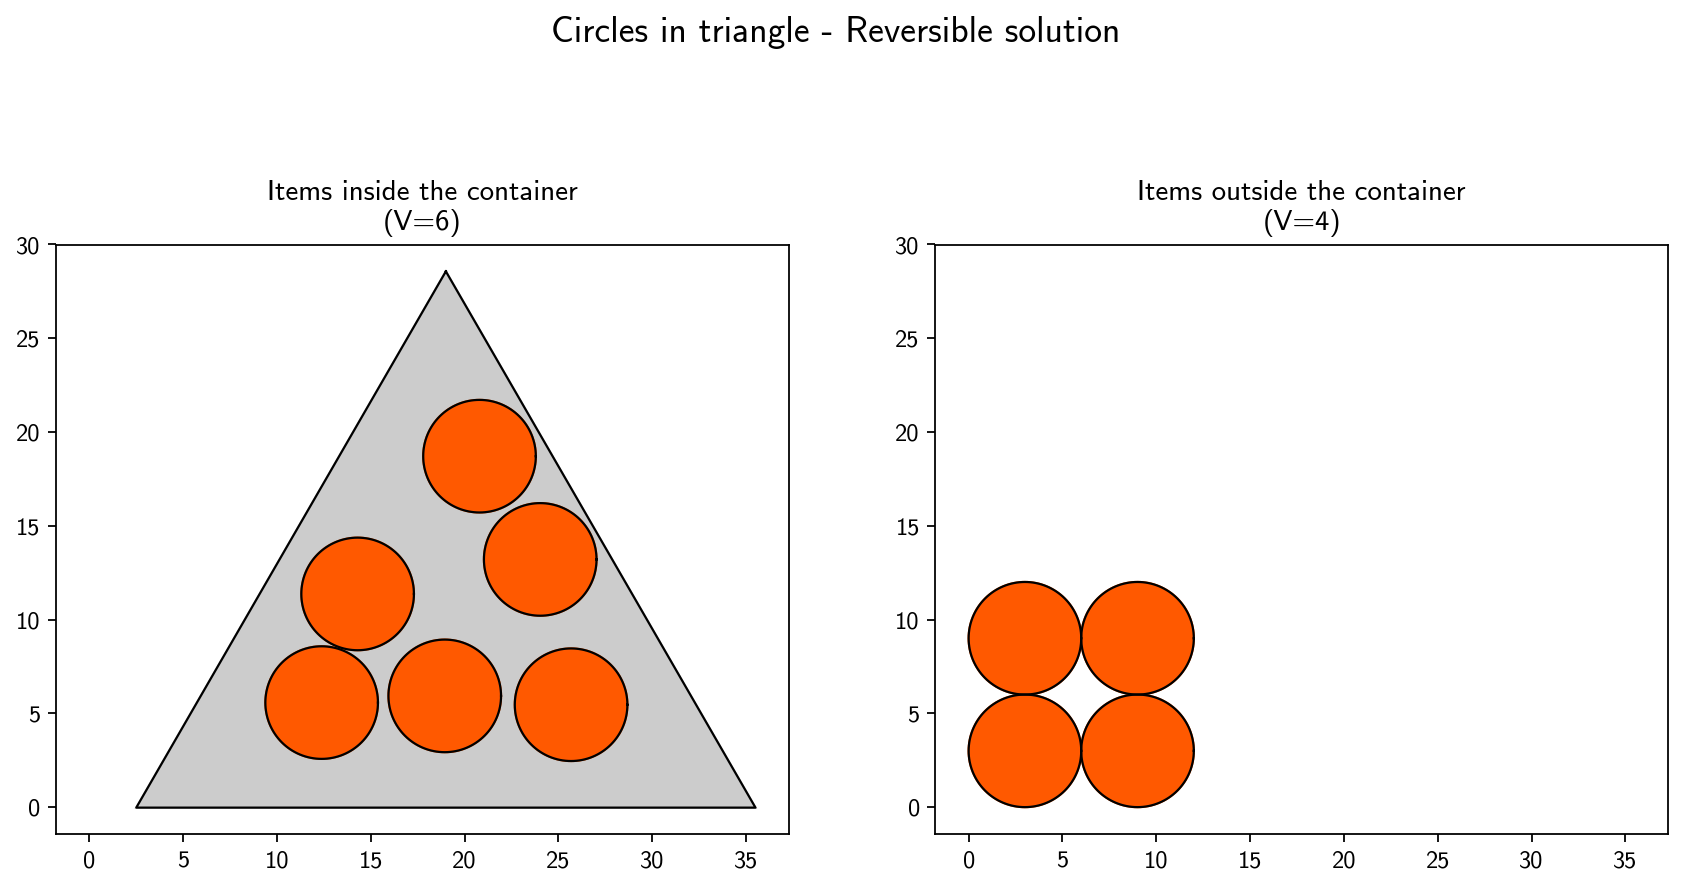 Circles in triangle - Reversible solution
Items inside the container
(V=6)
30
25
20
15
10
5
0
0 5 10 15 20 25 30 35
Items outside the container
(V=4)
30
25
20
15
10
5
0
0 5 10 15 20 25 30 35